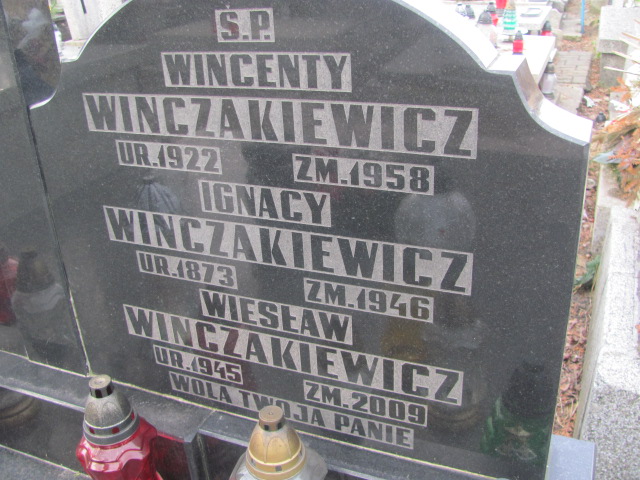 Ś.P.
WINCENTY
WINCZAKIEWICZ
UR.1922 ZM.1958
IGNACY
WINCZAKIEWICZ
UR.1873 ZM.1946
WIESŁAW
WINCZAKIEWICZ
UR.1945 ZM.2009
WOLA TWOJA PANIE